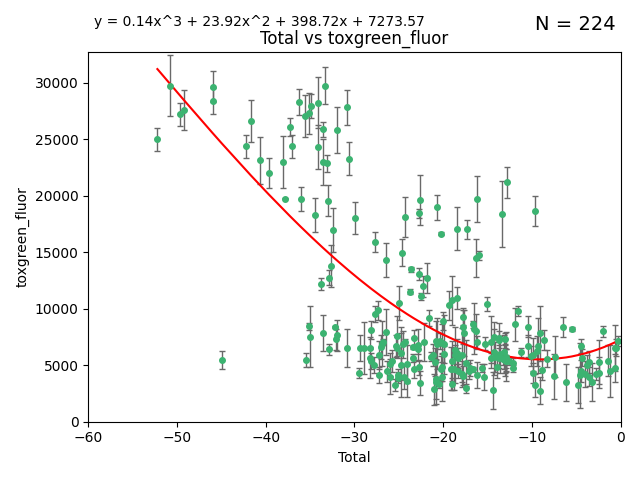 y = 0.14x^3 + 23.92x^2 + 398.72x + 7273.57
N = 224
Total vs toxgreen_fluor
30000
25000
20000
15000
10000
5000
0
toxgreen_fluor
−60
−50
−40
−30
−20
−10
0
Total